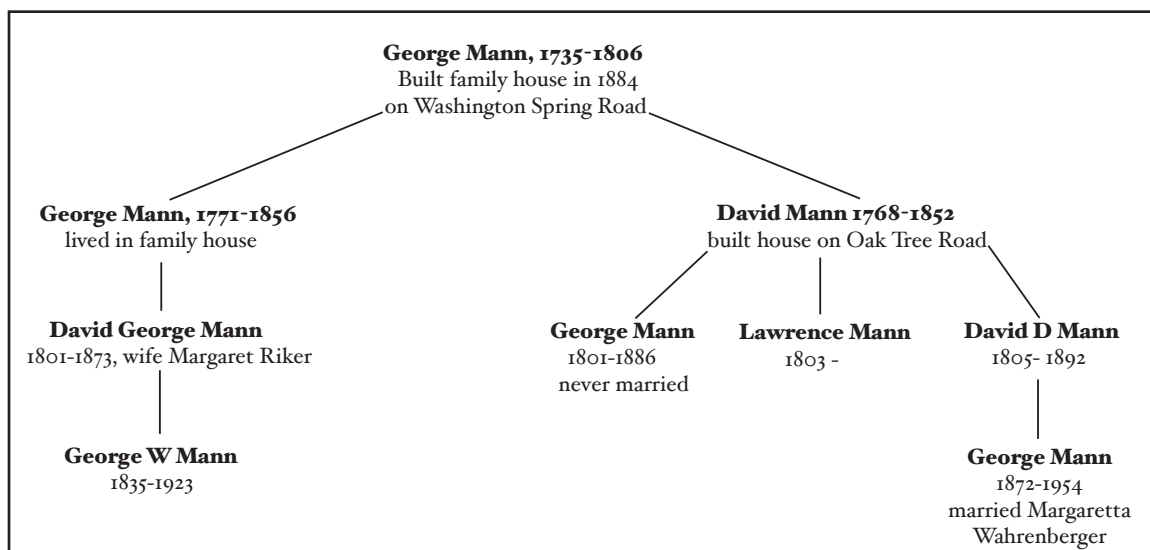 George Mann, 1735-1806
Built family house in 1884
on Washington Spring Road
George Mann, 1771-1856
lived in family house
David Mann 1768-1852
built house on Oak Tree Road
David George Mann
1801-1873, wife Margaret Riker
George Mann
1801-1886
never married
Lawrence Mann
1803 -
David D Mann
1805- 1892
George W Mann
1835-1923
George Mann
1872-1954
married Margaretta
Wahrenberger